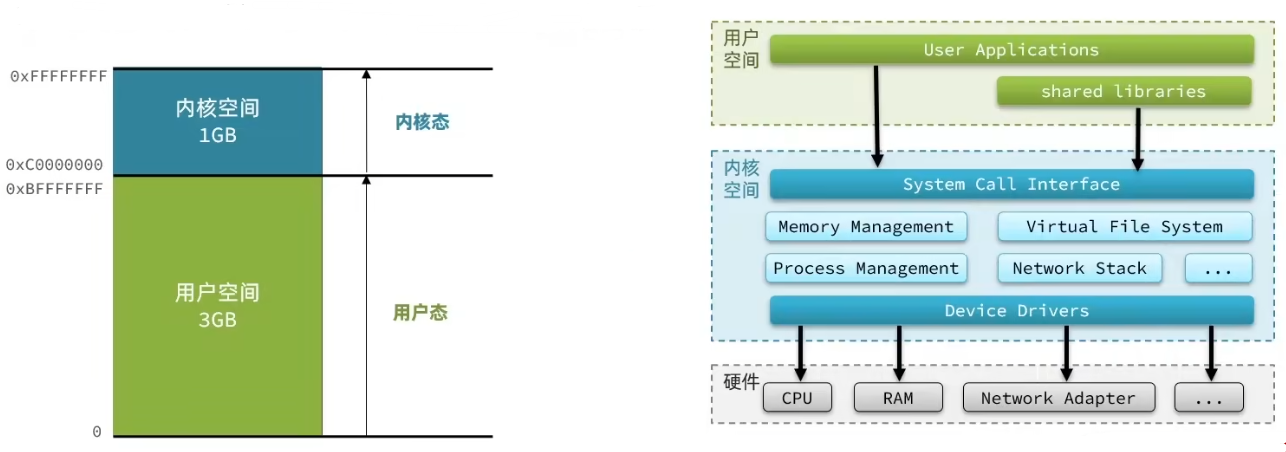 0xFFFFFFFF
内核空间
1GB
内核态
0xC0000000
0xBFFFFFFF
用户空间
3GB
用户态
0
用户
空间
User Applications
shared libraries
内核
空间
System Call Interface
Memory Management
Virtual File System
Process Management
Network Stack
...
Device Drivers
硬件
CPU
RAM
Network Adapter
...